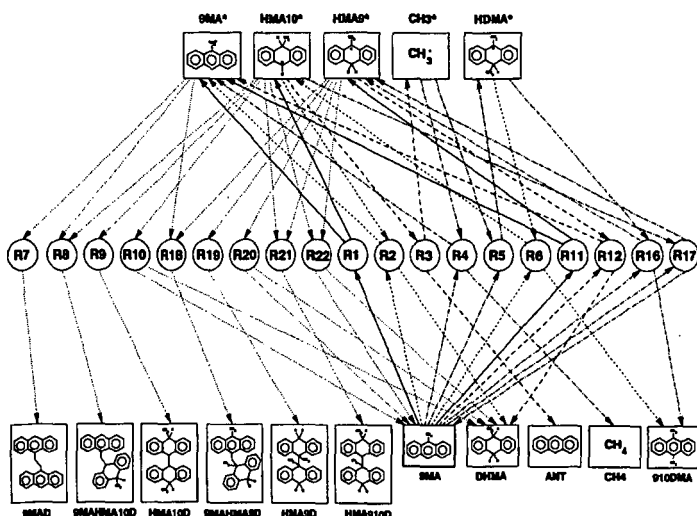 9MA* HMA10* HMA9* CH3* HDMA*
CH3·
R7 R8 R9 R10 R18 R19 R20 R21 R22 R1 R2 R3 R4 R5 R6 R11 R12 R16 R17
CH4
9MAD 9MAHMA10D HMA10D 9MAHMA9D HMA9D HMA910D 9MA DHMA ANT CH4 910DMA